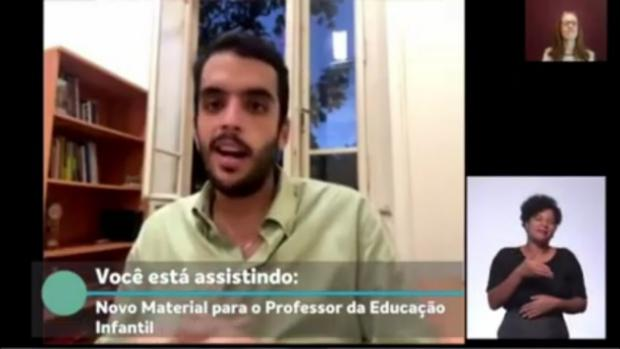 Você está assistindo:
Novo Material para o Professor da Educação
Infantil